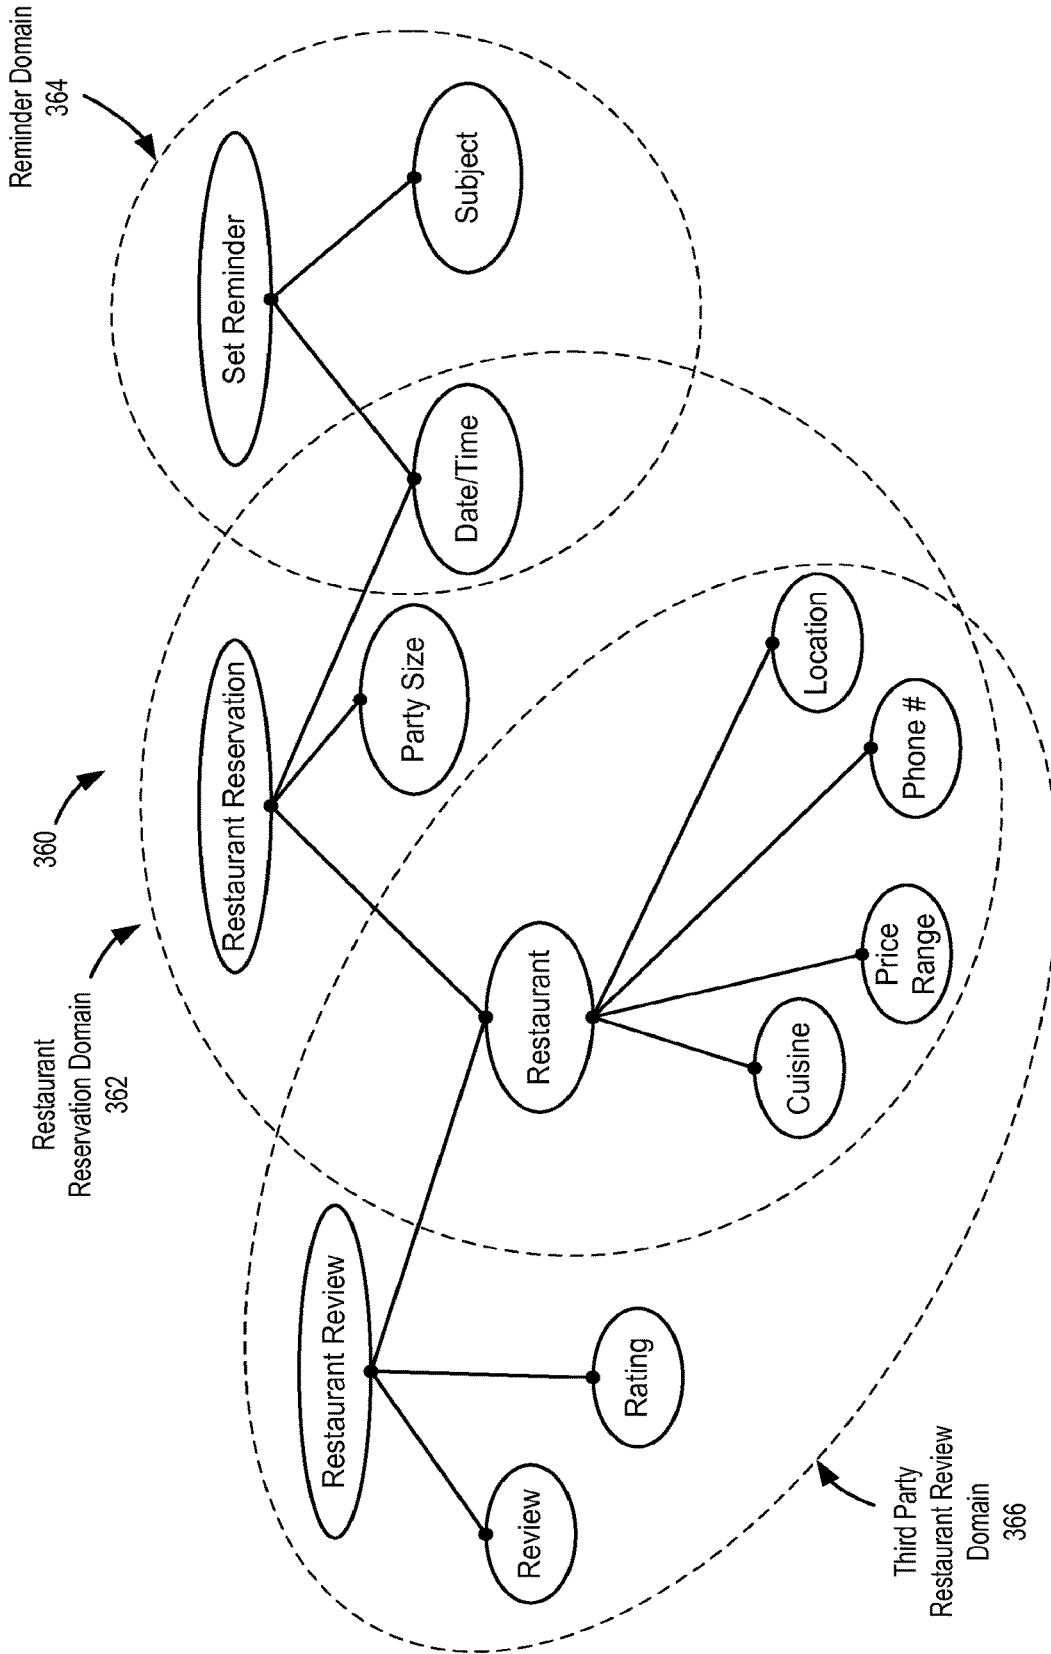 360
Restaurant
Reservation Domain
362
Reminder Domain
364
Restaurant Reservation
Set Reminder
Restaurant Review
Party Size
Date/Time
Subject
Review
Restaurant
Rating
Cuisine
Location
Price
Range
Phone #
Third Party
Restaurant Review
Domain
366